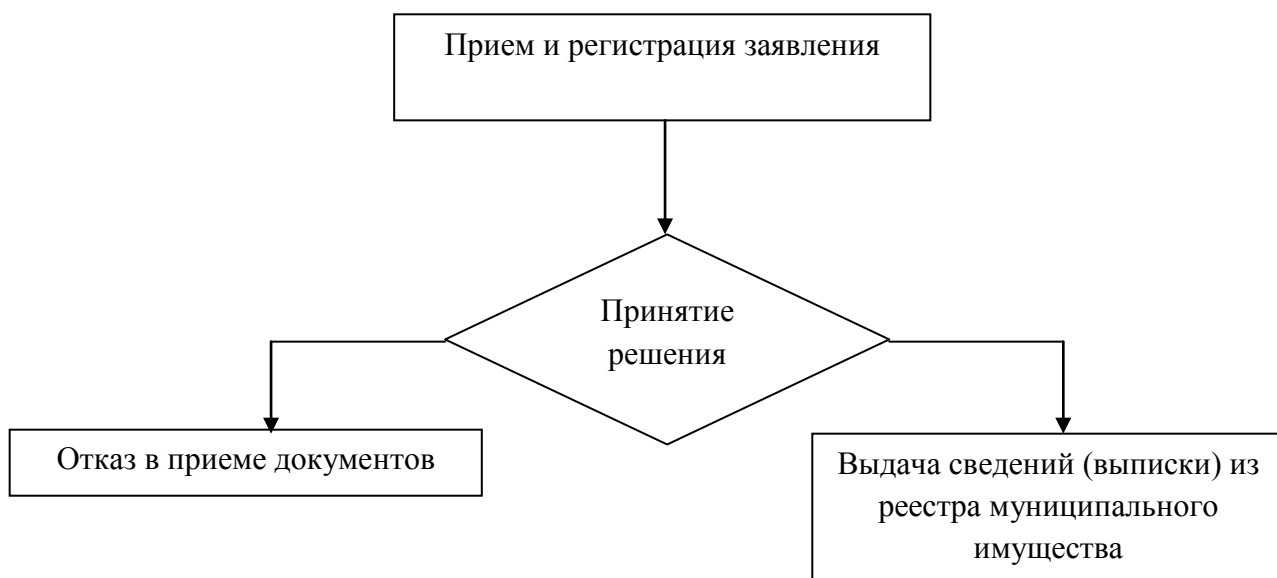 Прием и регистрация заявления
Принятие
решения
Отказ в приеме документов
Выдача сведений (выписки) из
реестра муниципального
имущества